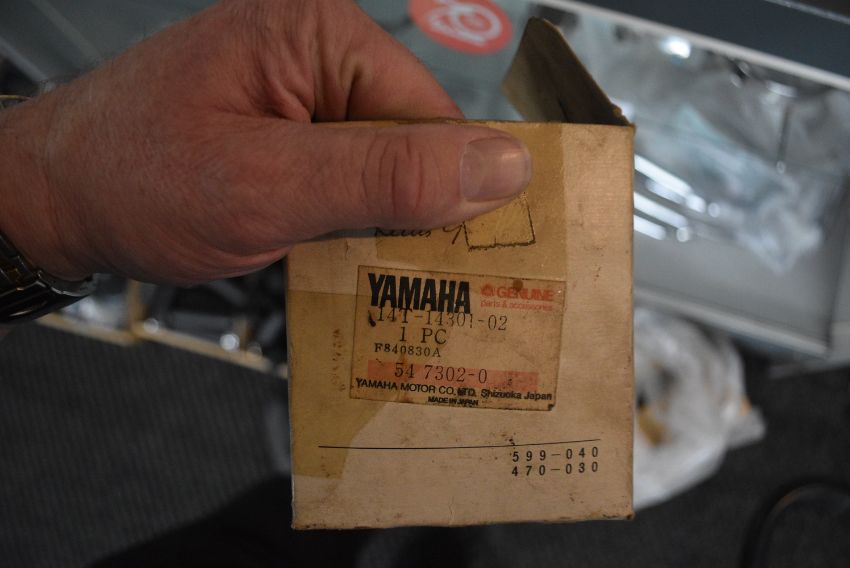 YAMAHA GENUINE
parts & accessories
14T-14301-02
1 PC
F840830A
54 7302-0
YAMAHA MOTOR CO., LTD. Shizuoka Japan
MADE IN JAPAN
599-040
470-030